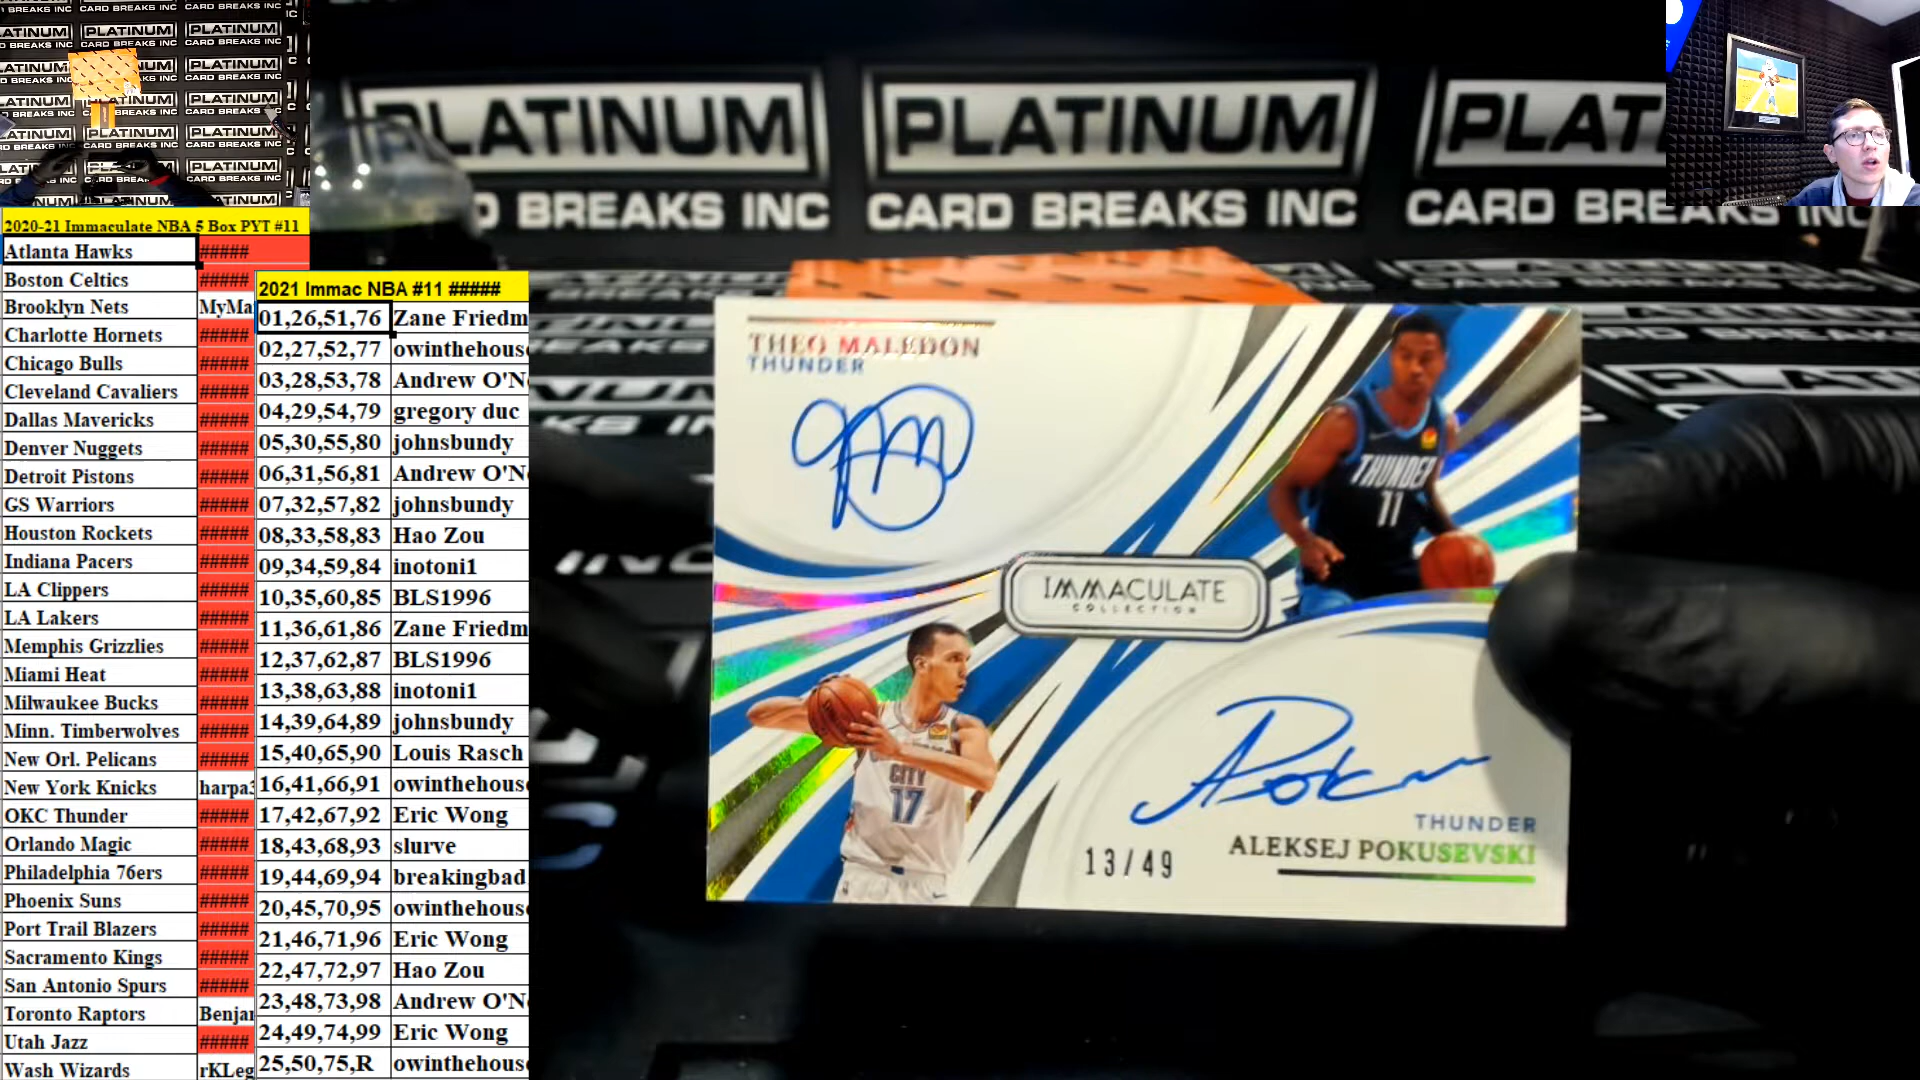 2020-21 Immaculate NBA 5 Box PYT #11
Atlanta Hawks #####
Boston Celtics #####
Brooklyn Nets MyMa
Charlotte Hornets #####
Chicago Bulls #####
Cleveland Cavaliers #####
Dallas Mavericks #####
Denver Nuggets #####
Detroit Pistons #####
GS Warriors #####
Houston Rockets #####
Indiana Pacers #####
LA Clippers #####
LA Lakers #####
Memphis Grizzlies #####
Miami Heat #####
Milwaukee Bucks #####
Minn. Timberwolves #####
New Orl. Pelicans #####
New York Knicks harpa
OKC Thunder #####
Orlando Magic #####
Philadelphia 76ers #####
Phoenix Suns #####
Port Trail Blazers #####
Sacramento Kings #####
San Antonio Spurs #####
Toronto Raptors Benjar
Utah Jazz #####
Wash Wizards rKLeg
2021 Immac NBA #11 #####
01,26,51,76 Zane Friedm
02,27,52,77 owinthehouse
03,28,53,78 Andrew O'N
04,29,54,79 gregory duc
05,30,55,80 johnsbundy
06,31,56,81 Andrew O'N
07,32,57,82 johnsbundy
08,33,58,83 Hao Zou
09,34,59,84 inotoni1
10,35,60,85 BLS1996
11,36,61,86 Zane Friedm
12,37,62,87 BLS1996
13,38,63,88 inotoni1
14,39,64,89 johnsbundy
15,40,65,90 Louis Rasch
16,41,66,91 owinthehouse
17,42,67,92 Eric Wong
18,43,68,93 slurve
19,44,69,94 breakingbad
20,45,70,95 owinthehouse
21,46,71,96 Eric Wong
22,47,72,97 Hao Zou
23,48,73,98 Andrew O'N
24,49,74,99 Eric Wong
25,50,75,R owinthehouse
PLATINUM PLATINUM PLAT
CARD BREAKS INC CARD BREAKS INC
THEO MALEDON
THUNDER
THUNDER
11
IMMACULATE
COLLECTION
CITY
17
13/49
THUNDER
ALEKSEJ POKUSEVSKI